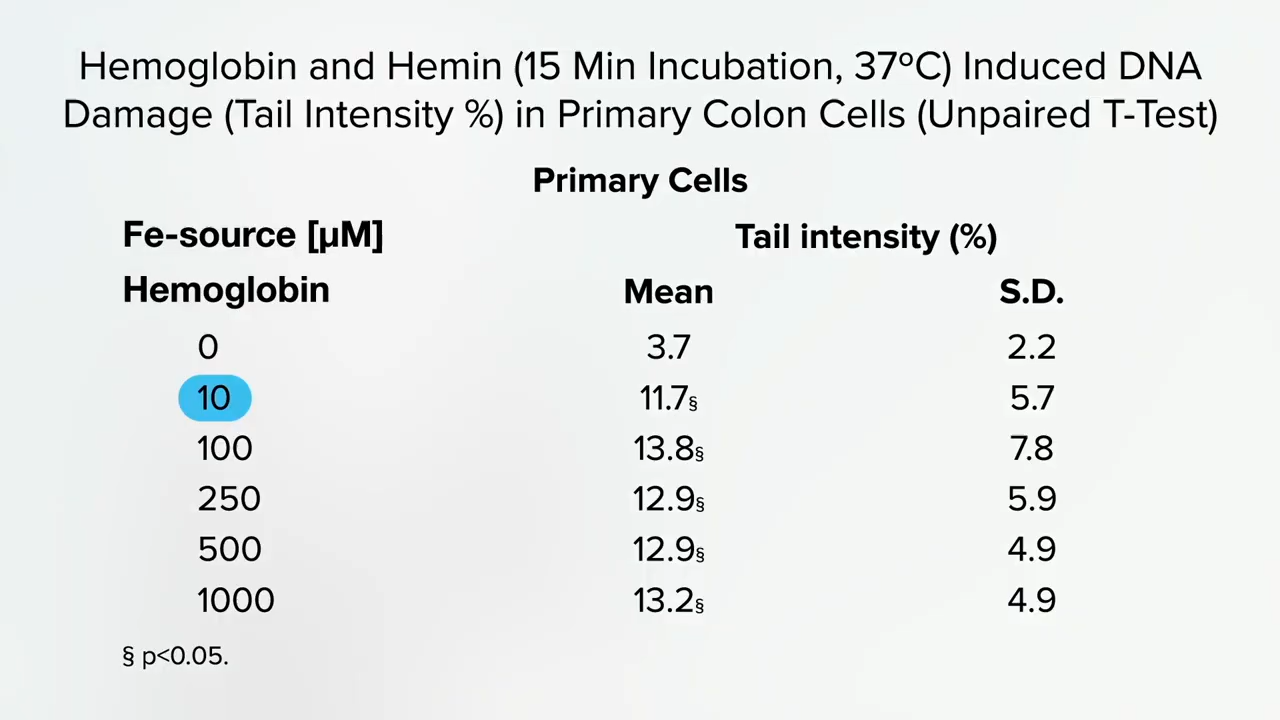 Hemoglobin and Hemin (15 Min Incubation, 37ºC) Induced DNA
Damage (Tail Intensity %) in Primary Colon Cells (Unpaired T-Test)
Primary Cells
Fe-source [µM] Tail intensity (%)
Hemoglobin Mean S.D.
0 3.7 2.2
10 11.7§ 5.7
100 13.8§ 7.8
250 12.9§ 5.9
500 12.9§ 4.9
1000 13.2§ 4.9
§ p<0.05.